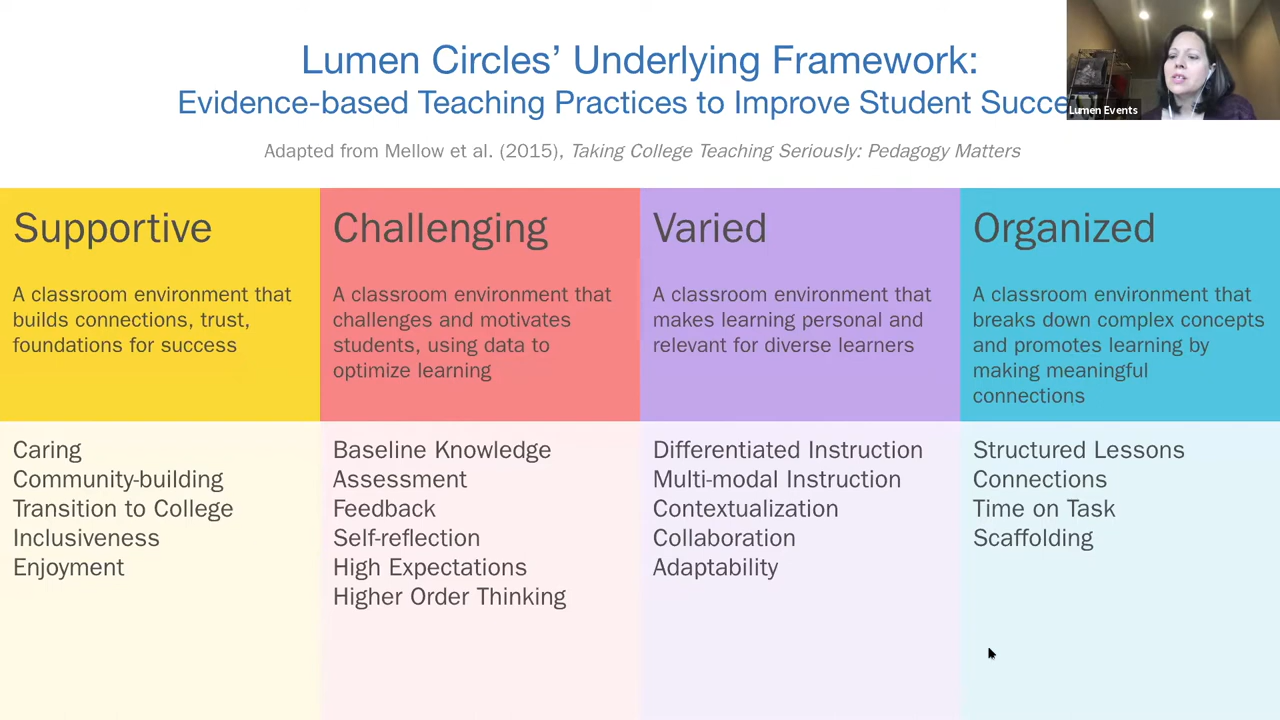 Lumen Circles’ Underlying Framework:
Evidence-based Teaching Practices to Improve Student Succe
Lumen Events
Adapted from Mellow et al. (2015), Taking College Teaching Seriously: Pedagogy Matters
Supportive
A classroom environment that
builds connections, trust,
foundations for success
Caring
Community-building
Transition to College
Inclusiveness
Enjoyment
Challenging
A classroom environment that
challenges and motivates
students, using data to
optimize learning
Baseline Knowledge
Assessment
Feedback
Self-reflection
High Expectations
Higher Order Thinking
Varied
A classroom environment that
makes learning personal and
relevant for diverse learners
Differentiated Instruction
Multi-modal Instruction
Contextualization
Collaboration
Adaptability
Organized
A classroom environment that
breaks down complex concepts
and promotes learning by
making meaningful
connections
Structured Lessons
Connections
Time on Task
Scaffolding